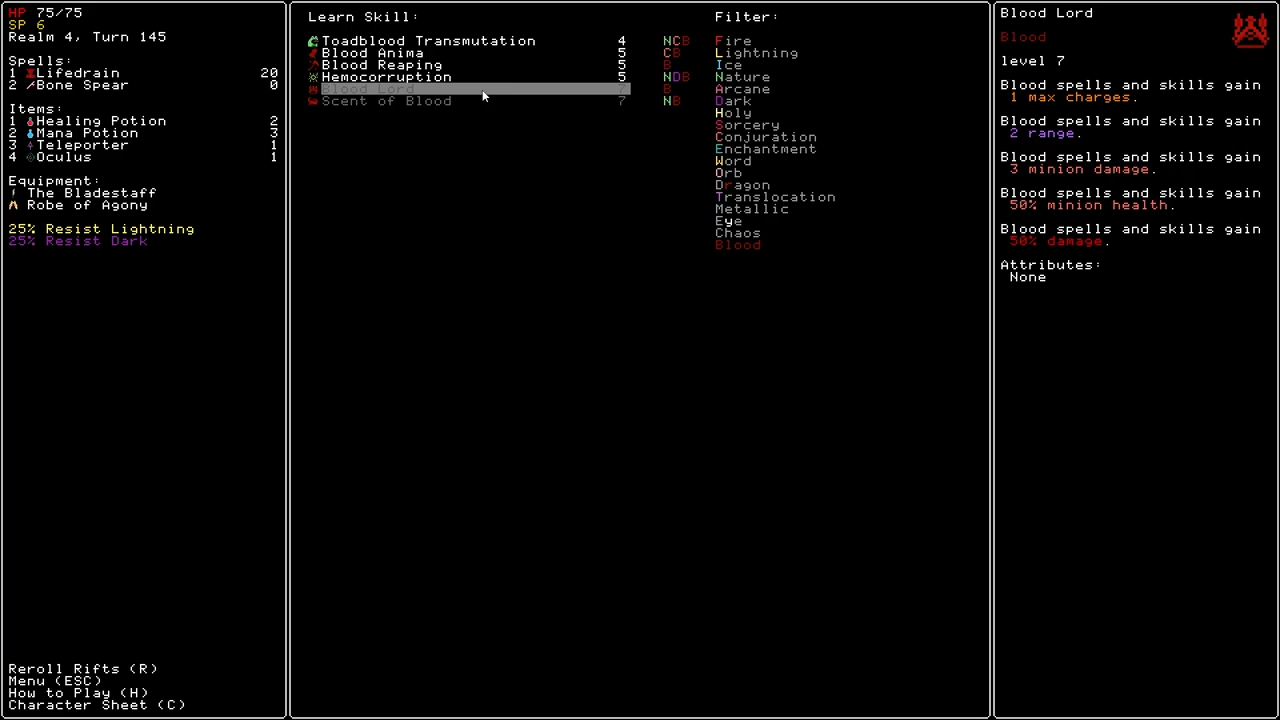 HP 75/75
SP 6
Realm 4, Turn 145
Spells:
1 Lifedrain 20
2 Bone Spear 0
Items:
1 Healing Potion 2
2 Mana Potion 3
3 Teleporter 1
4 Oculus 1
Equipment:
The Bladestaff
Robe of Agony
25% Resist Lightning
25% Resist Dark
Reroll Rifts (R)
Menu (ESC)
How to Play (H)
Character Sheet (C)
Learn Skill:
Toadblood Transmutation 4 NCB
Blood Anima 5 CB
Blood Reaping 5 B
Hemocorruption 5 NDB
Blood Lord 7 B
Scent of Blood 7 NB
Filter:
Fire
Lightning
Ice
Nature
Arcane
Dark
Holy
Sorcery
Conjuration
Enchantment
Word
Orb
Dragon
Translocation
Metallic
Eye
Chaos
Blood
Blood Lord
Blood
level 7
Blood spells and skills gain
1 max charges.
Blood spells and skills gain
2 range.
Blood spells and skills gain
3 minion damage.
Blood spells and skills gain
50% minion health.
Blood spells and skills gain
50% damage.
Attributes:
None